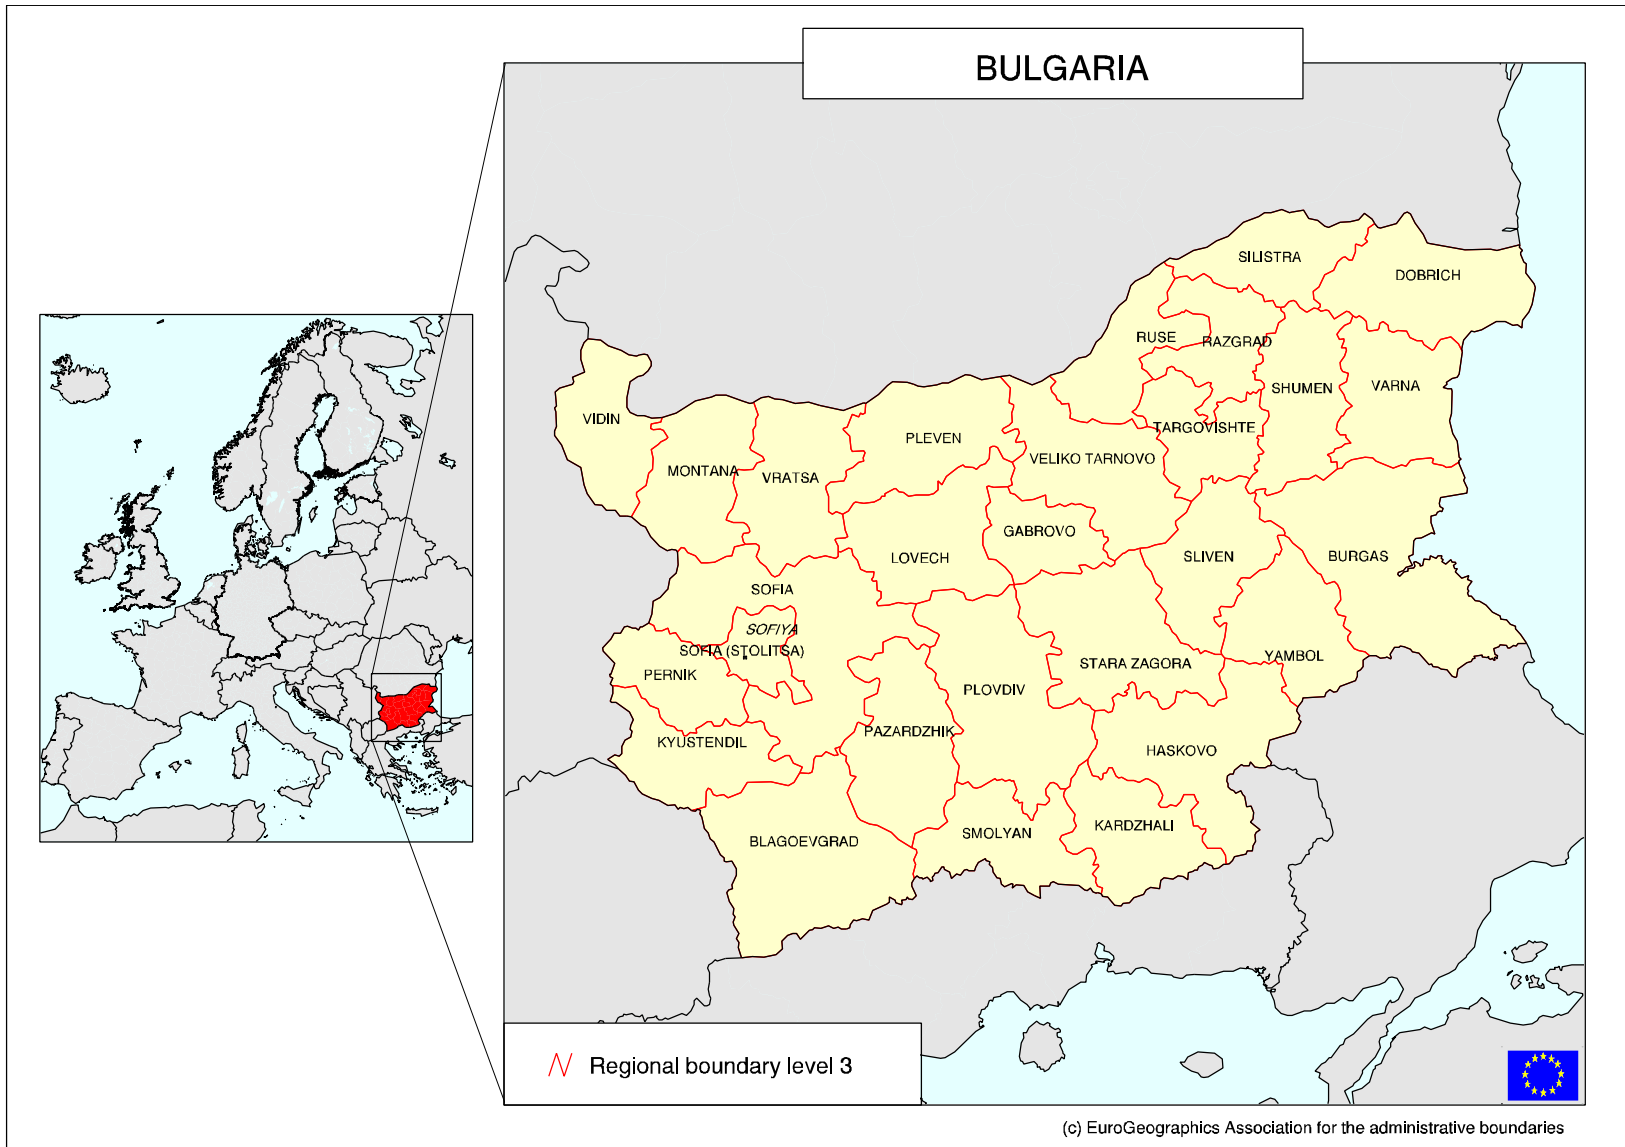 BULGARIA
SILISTRA
DOBRICH
RUSE
RAZGRAD
SHUMEN
VARNA
VIDIN
TARGOVISHTE
PLEVEN
VELIKO TARNOVO
MONTANA
VRATSA
GABROVO
LOVECH
SLIVEN
BURGAS
SOFIA
SOFIYA
SOFIA (STOLITSA)
PERNIK
STARA ZAGORA
YAMBOL
PLOVDIV
PAZARDZHIK
KYUSTENDIL
HASKOVO
BLAGOEVGRAD
SMOLYAN
KARDZHALI
Regional boundary level 3
(c) EuroGeographics Association for the administrative boundaries